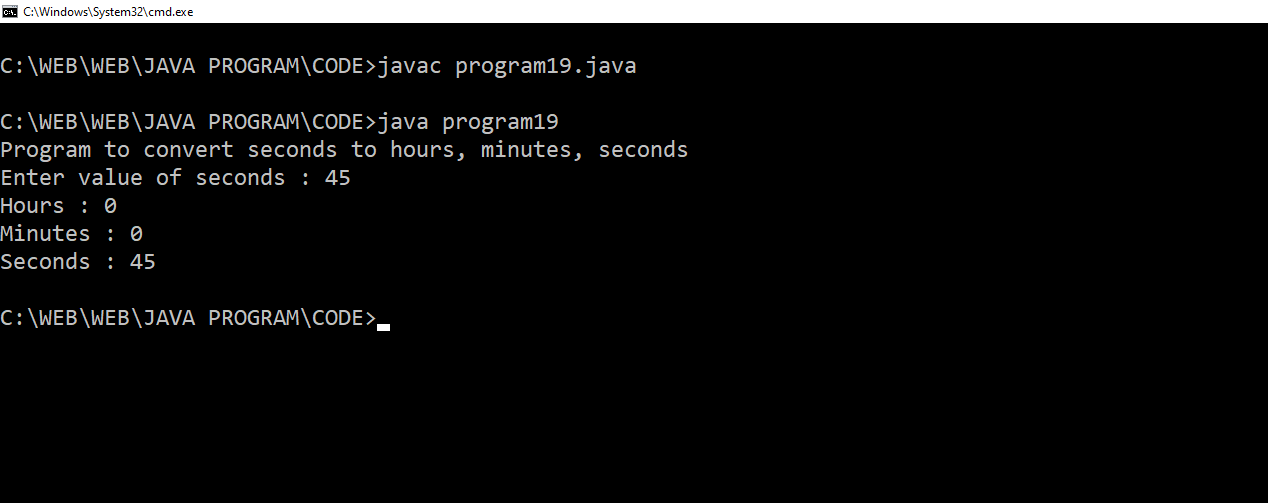 C:\Windows\System32\cmd.exe
C:\WEB\WEB\JAVA PROGRAM\CODE>javac program19.java
C:\WEB\WEB\JAVA PROGRAM\CODE>java program19
Program to convert seconds to hours, minutes, seconds
Enter value of seconds : 45
Hours : 0
Minutes : 0
Seconds : 45
C:\WEB\WEB\JAVA PROGRAM\CODE>